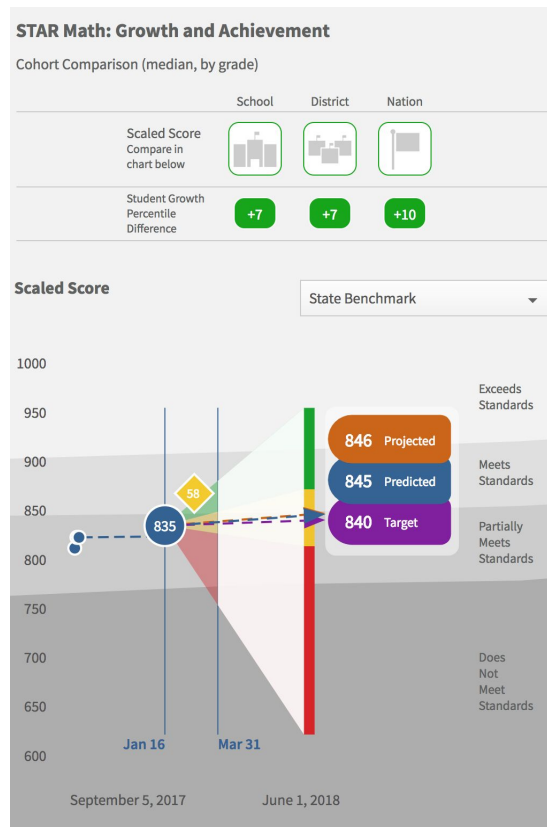 STAR Math: Growth and Achievement
Cohort Comparison (median, by grade)
School District Nation
Scaled Score
Compare in
chart below
Student Growth
Percentile
Difference
+7 +7 +10
Scaled Score
State Benchmark
1000
Exceeds
Standards
950
846 Projected
900
Meets
Standards
845 Predicted
58
850
835
840 Target
Partially
Meets
Standards
800
750
700
Does
Not
Meet
Standards
650
Jan 16 Mar 31
600
September 5, 2017 June 1, 2018